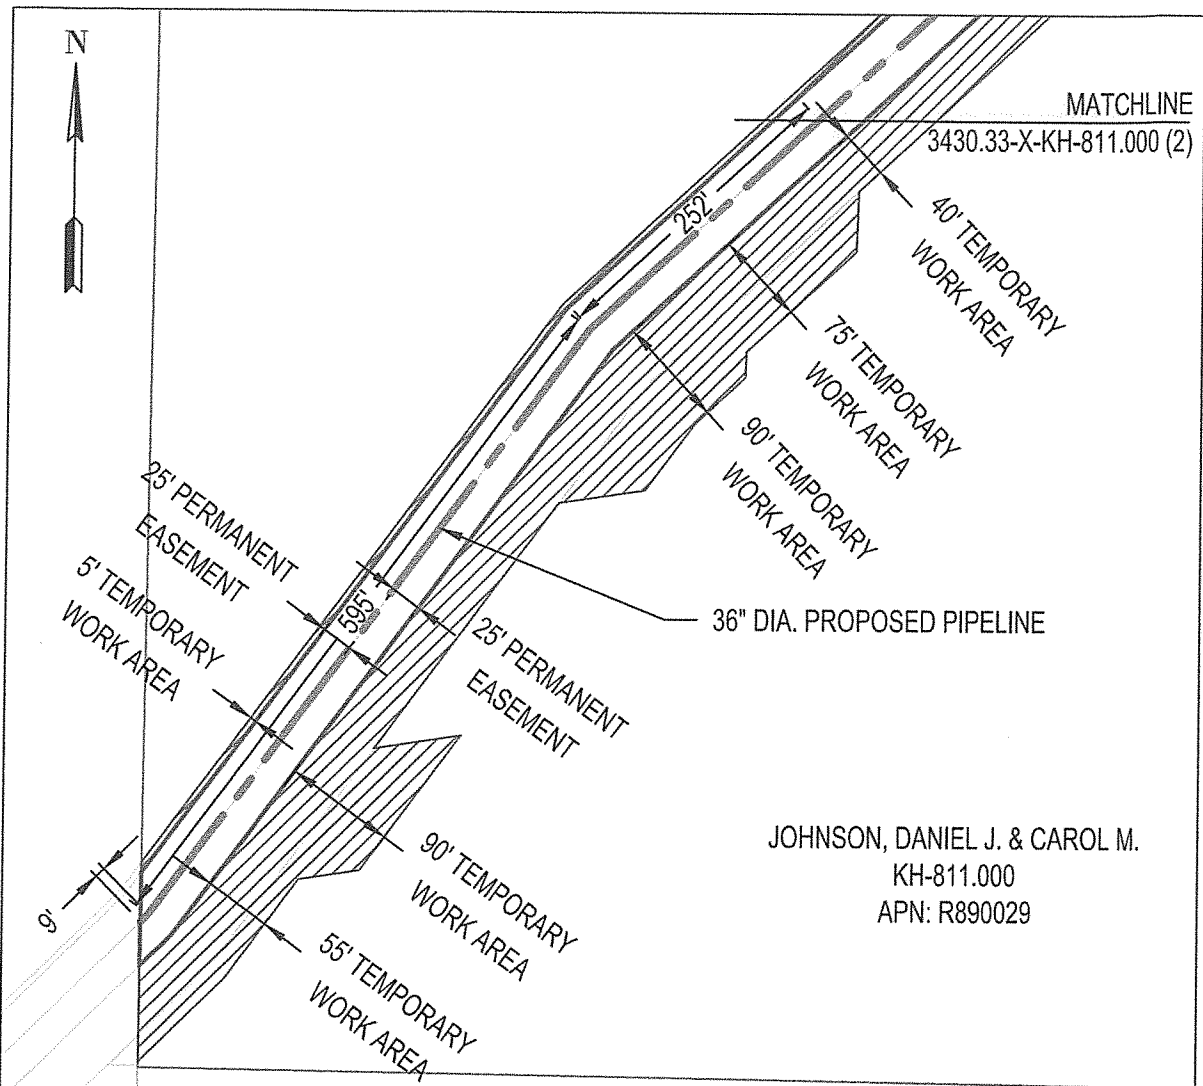 N
MATCHLINE
3430.33-X-KH-811.000 (2)
252'
40' TEMPORARY
WORK AREA
75' TEMPORARY
WORK AREA
90' TEMPORARY
WORK AREA
25' PERMANENT
EASEMENT
5' TEMPORARY
WORK AREA
595'
36" DIA. PROPOSED PIPELINE
25' PERMANENT
EASEMENT
JOHNSON, DANIEL J. & CAROL M.
KH-811.000
APN: R890029
9'
90' TEMPORARY
WORK AREA
55' TEMPORARY
WORK AREA